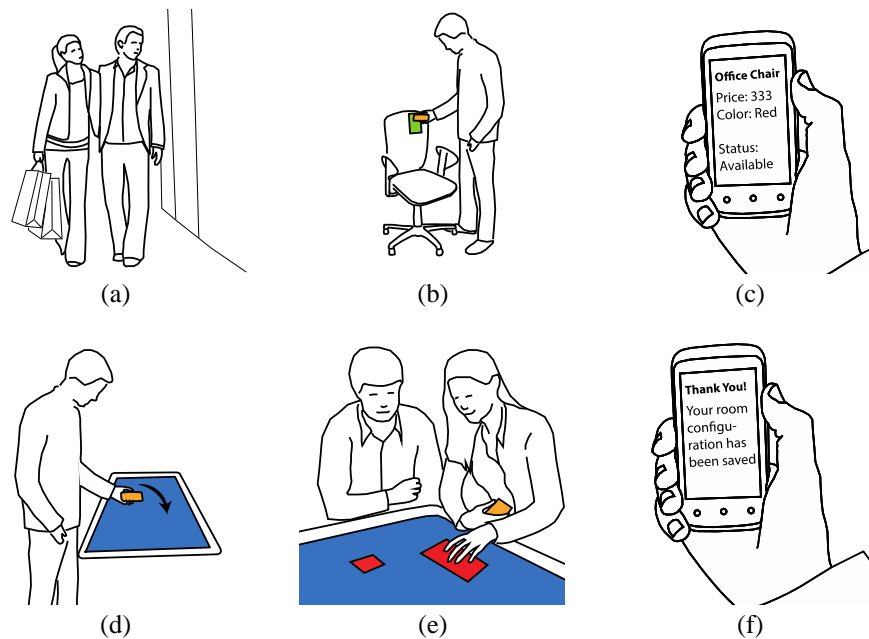 Office Chair
Price: 333
Color: Red
Status:
Available
(a)
(b)
(c)
Thank You!
Your room
configu-
ration has
been saved
(d)
(e)
(f)